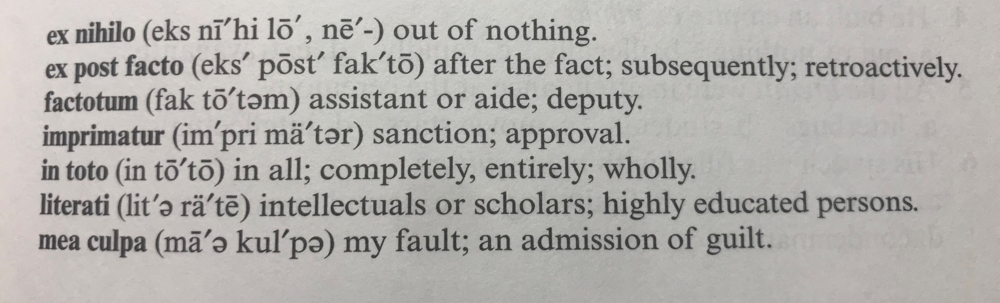 ex nihilo (eks nī′hi lō′, nē′-) out of nothing.
ex post facto (eks′ pōst′ fak′tō) after the fact; subsequently; retroactively.
factotum (fak tō′təm) assistant or aide; deputy.
imprimatur (im′pri mä′tər) sanction; approval.
in toto (in tō′tō) in all; completely, entirely; wholly.
literati (lit′ə rä′tē) intellectuals or scholars; highly educated persons.
mea culpa (mā′ə kul′pə) my fault; an admission of guilt.